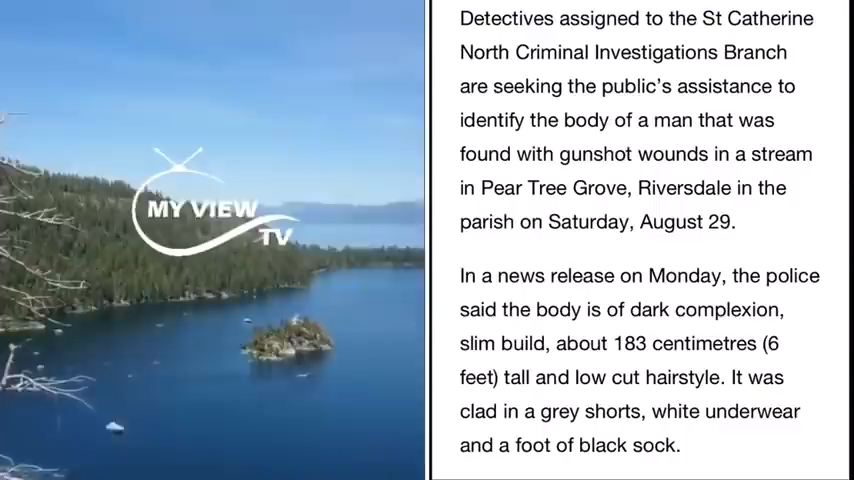 MY VIEW
TV
Detectives assigned to the St Catherine
North Criminal Investigations Branch
are seeking the public’s assistance to
identify the body of a man that was
found with gunshot wounds in a stream
in Pear Tree Grove, Riversdale in the
parish on Saturday, August 29.
In a news release on Monday, the police
said the body is of dark complexion,
slim build, about 183 centimetres (6
feet) tall and low cut hairstyle. It was
clad in a grey shorts, white underwear
and a foot of black sock.